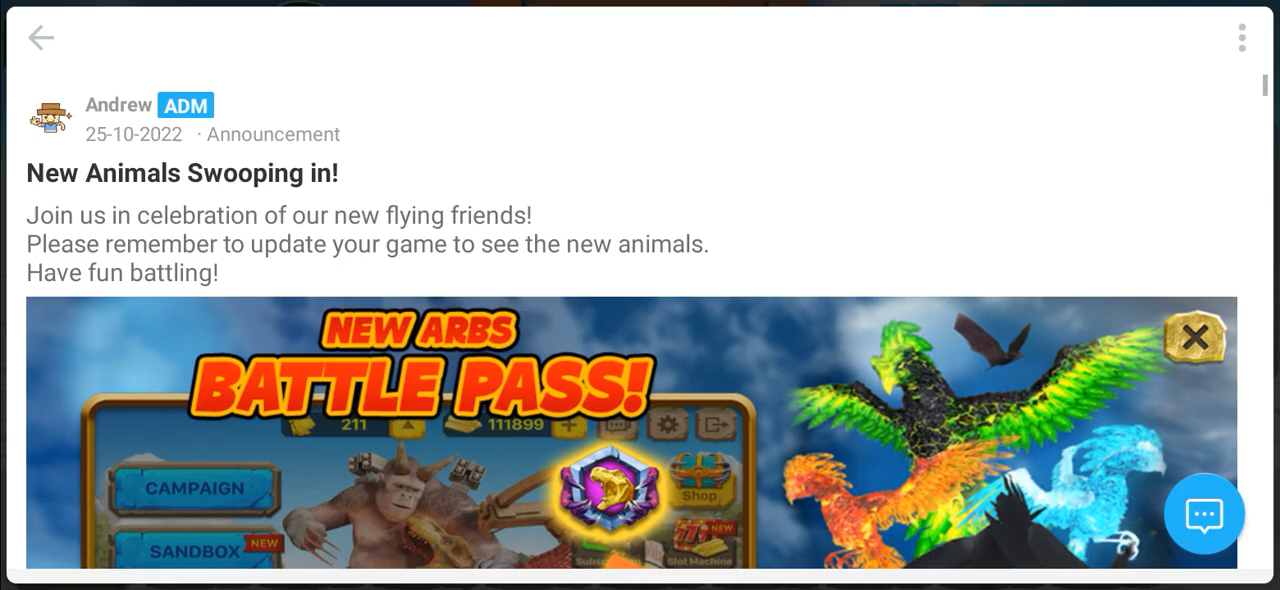 Andrew ADM
25-10-2022 · Announcement
New Animals Swooping in!
Join us in celebration of our new flying friends!
Please remember to update your game to see the new animals.
Have fun battling!
NEW ARBS
BATTLE PASS!
211
111899
CAMPAIGN
Shop
SANDBOX
NEW
NEW
777
Slot Machine